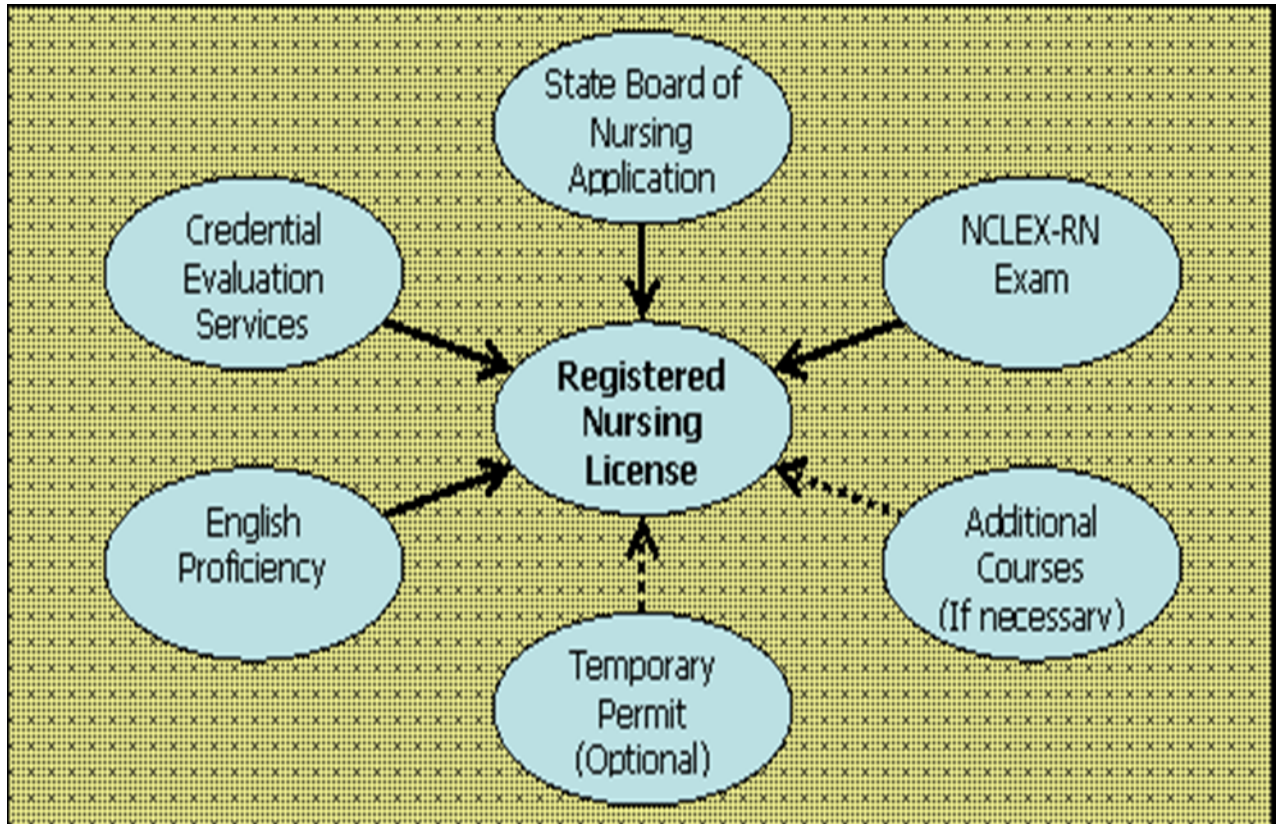 State Board of
Nursing
Application
Credential
Evaluation
Services
NCLEX-RN
Exam
Registered
Nursing
License
English
Proficiency
Additional
Courses
(If necessary)
Temporary
Permit
(Optional)